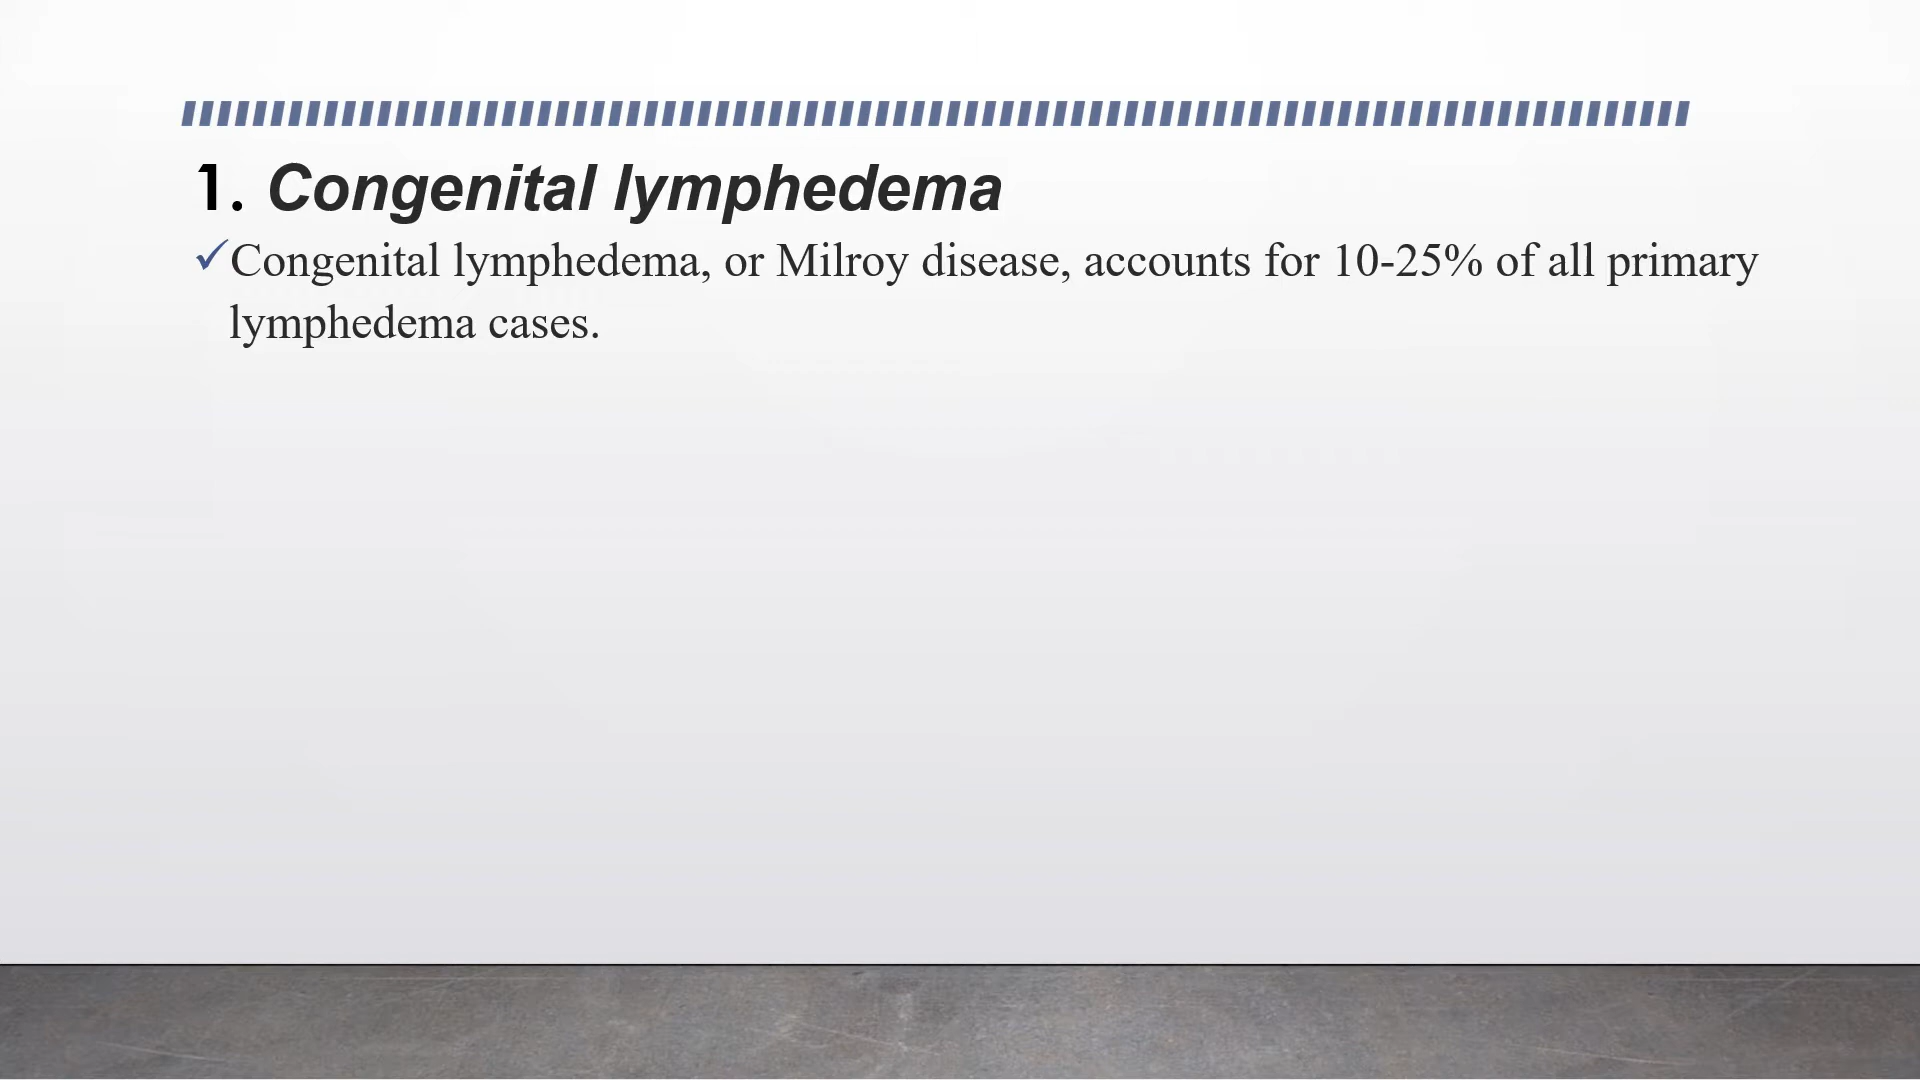 1. Congenital lymphedema
✓Congenital lymphedema, or Milroy disease, accounts for 10-25% of all primary
lymphedema cases.